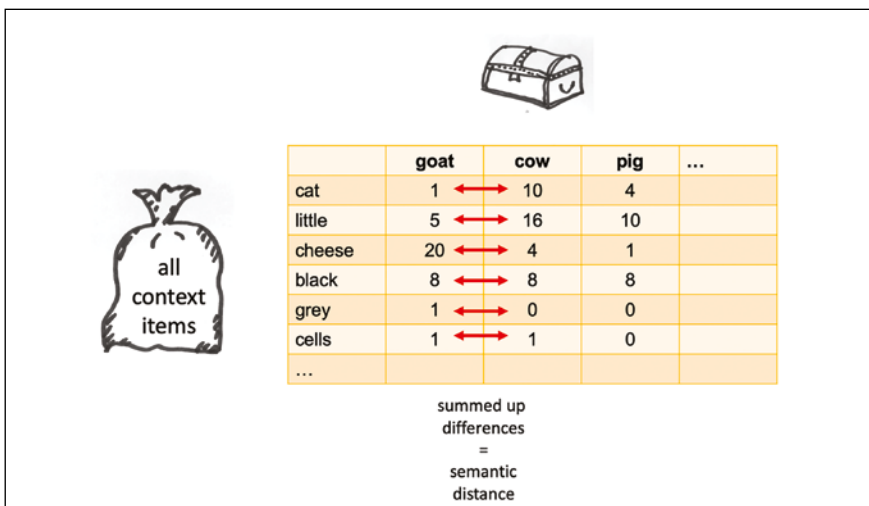 goat cow pig ...
cat 1 10 4
little 5 16 10
cheese 20 4 1
black 8 8 8
grey 1 0 0
cells 1 1 0
...
all
context
items
summed up
differences
=
semantic
distance